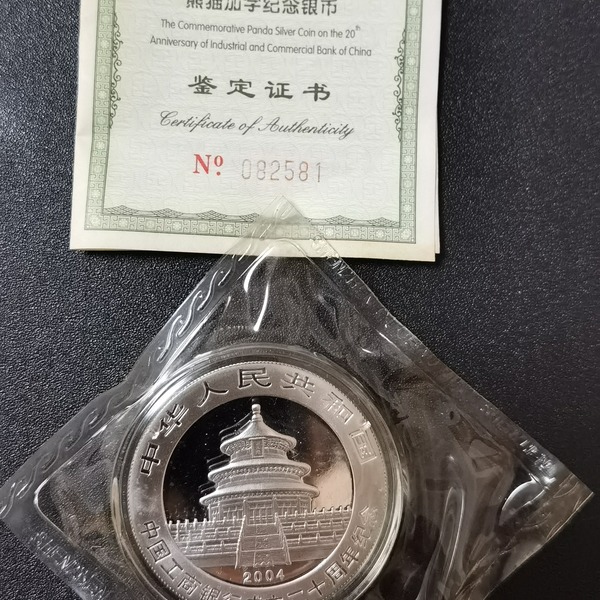 熊猫加字纪念银币
The Commemorative Panda Silver Coin on the 20th
Anniversary of Industrial and Commercial Bank of China
鉴定证书
Certificate of Authenticity
Nº 082581
中华人民共和国
2004
中国工商银行成立二十周年纪念